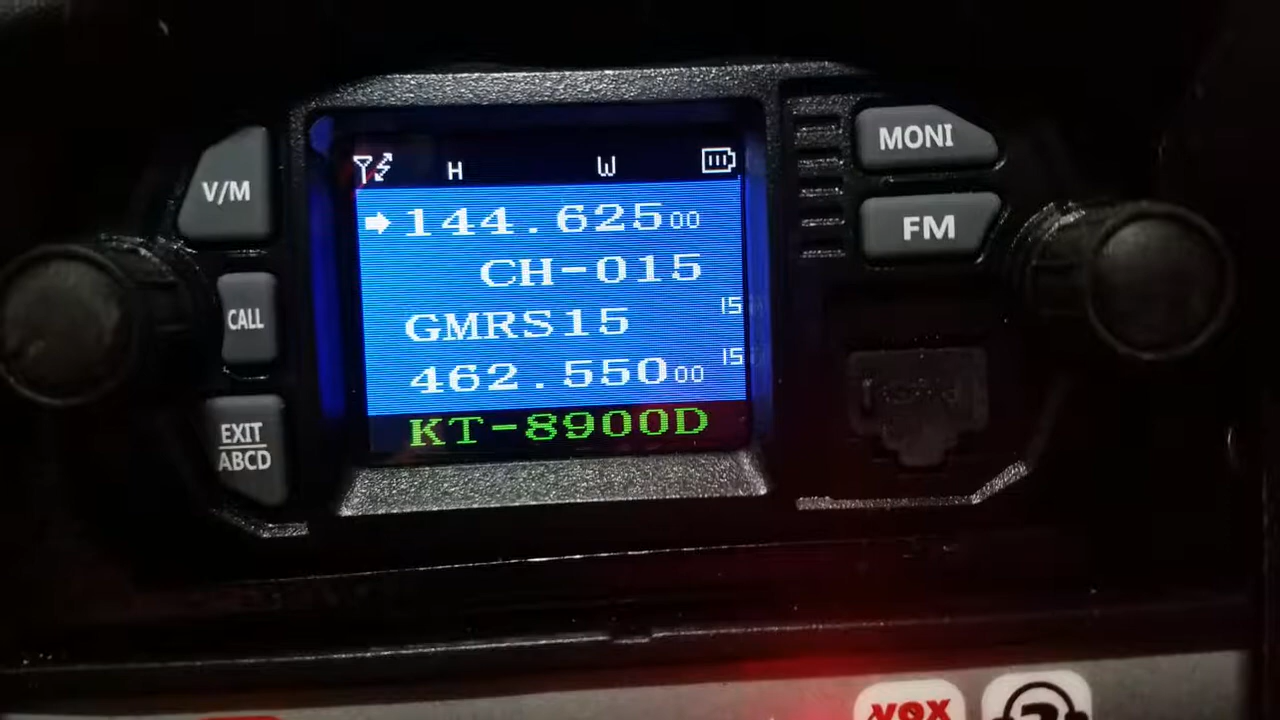 H W
144.62500
CH-015
GMRS15 15
462.55000 15
KT-8900D
V/M
CALL
EXIT
ABCD
MONI
FM
VOX